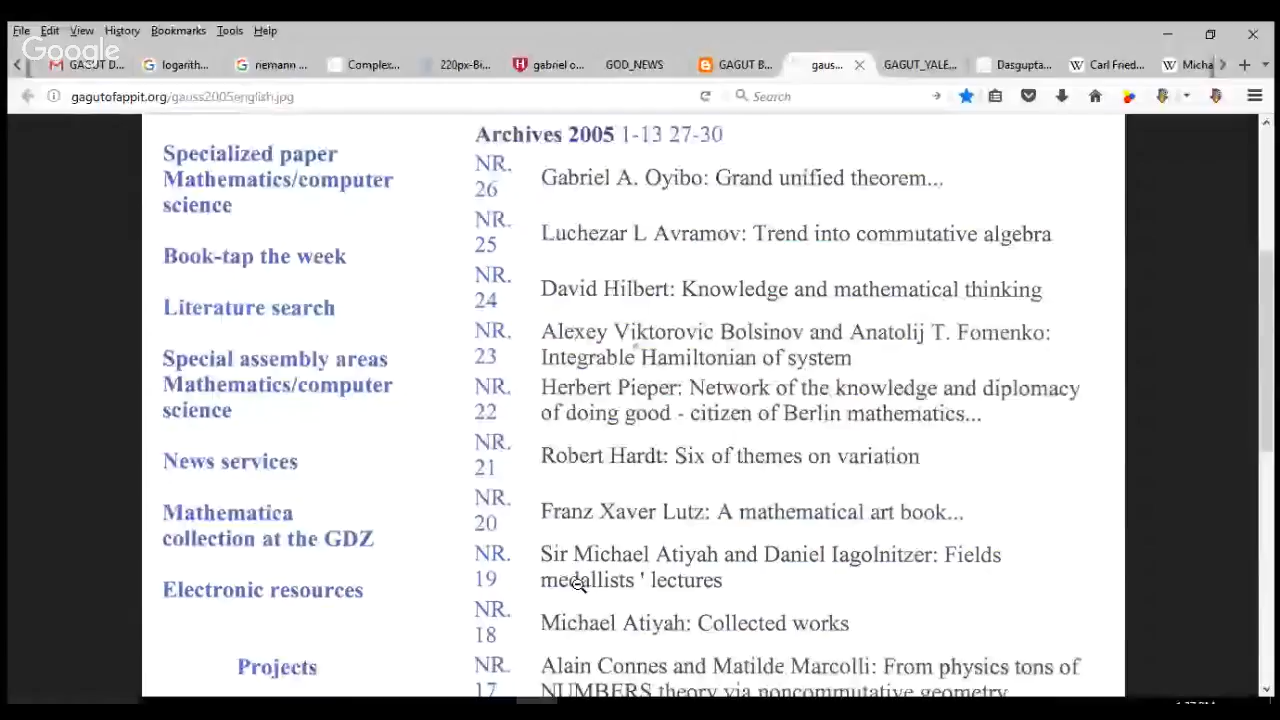 File Edit View History Bookmarks Tools Help
Google
GAGUT D... logarith... riemann ... Complex... 220px-Bi... gabriel o... GOD_NEWS GAGUT B... gaus... GAGUT_YALE... Dasgupta... Carl Fried... Micha
gagutofappit.org/gauss2005english.jpg Search
Archives 2005 1-13 27-30
Specialized paper
Mathematics/computer
science
Book-tap the week
Literature search
Special assembly areas
Mathematics/computer
science
News services
Mathematica
collection at the GDZ
Electronic resources
Projects
NR.
26
Gabriel A. Oyibo: Grand unified theorem...
NR.
25
Luchezar L Avramov: Trend into commutative algebra
NR.
24
David Hilbert: Knowledge and mathematical thinking
NR.
23
Alexey Viktorovic Bolsinov and Anatolij T. Fomenko:
Integrable Hamiltonian of system
NR.
22
Herbert Pieper: Network of the knowledge and diplomacy
of doing good - citizen of Berlin mathematics...
NR.
21
Robert Hardt: Six of themes on variation
NR.
20
Franz Xaver Lutz: A mathematical art book...
NR.
19
Sir Michael Atiyah and Daniel Iagolnitzer: Fields
medallists ' lectures
NR.
18
Michael Atiyah: Collected works
NR.
17
Alain Connes and Matilde Marcolli: From physics tons of
NUMBERS theory via noncommutative geometry